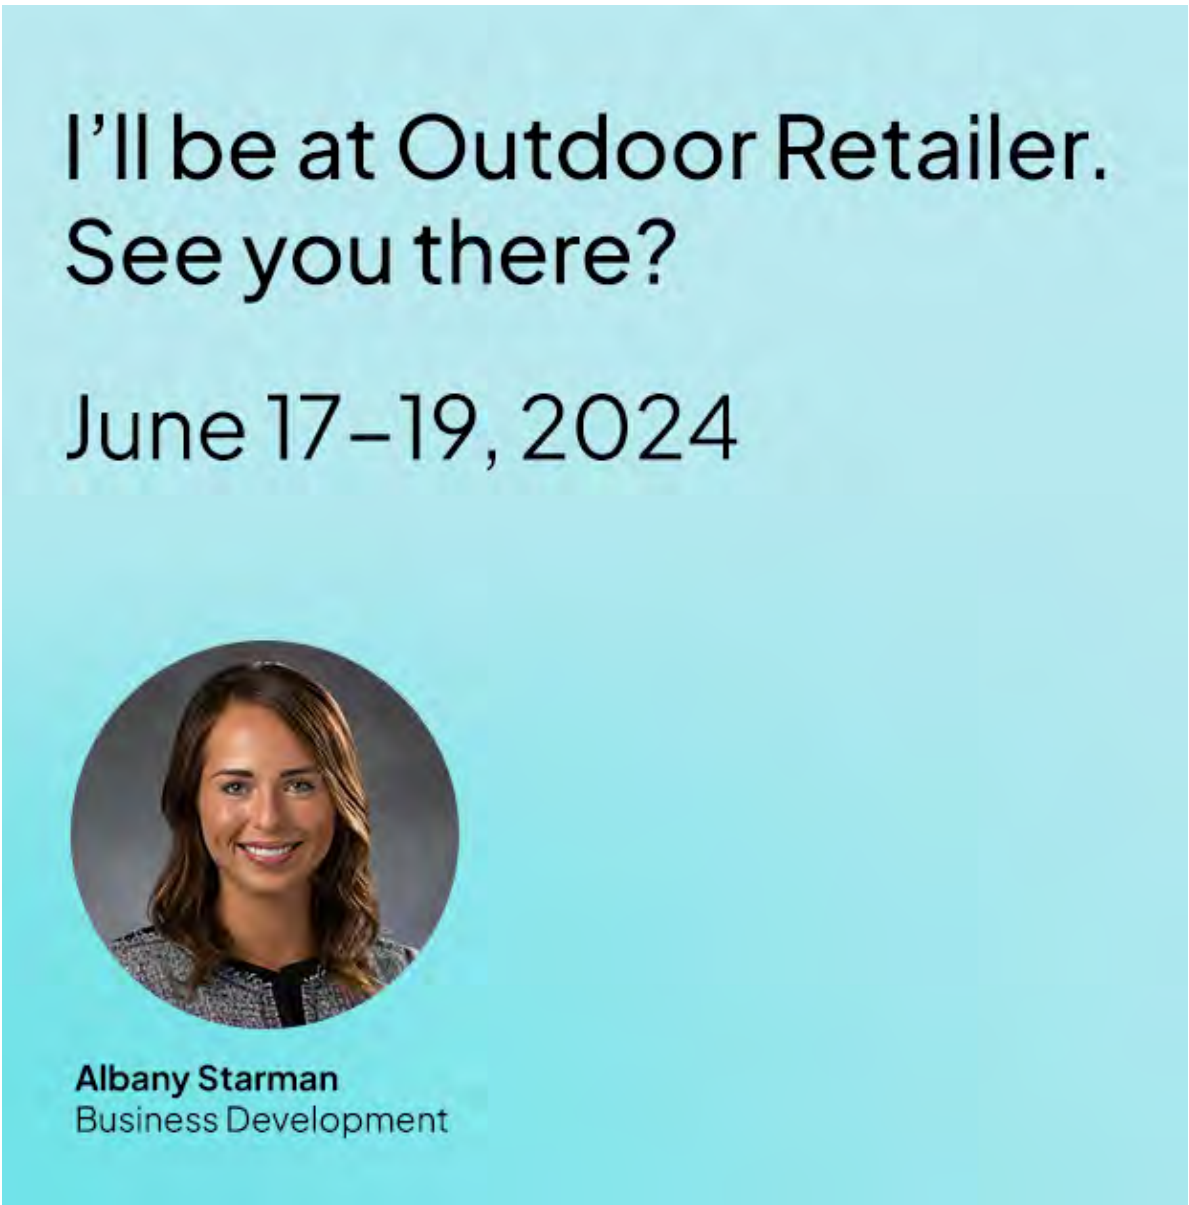 I’ll be at Outdoor Retailer.
See you there?
June 17–19, 2024
Albany Starman
Business Development